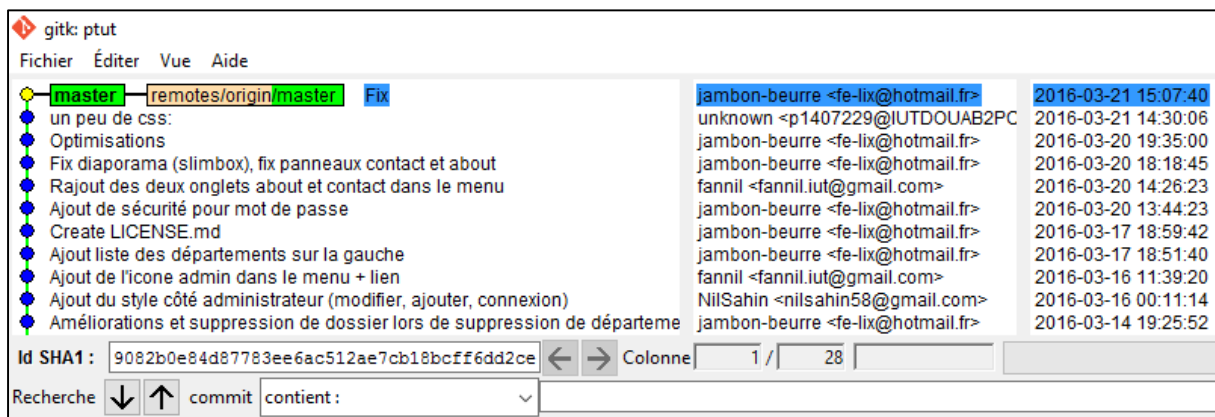 gitk: ptut
Fichier Éditer Vue Aide
master remotes/origin/master Fix jambon-beurre <fe-lix@hotmail.fr> 2016-03-21 15:07:40
un peu de css: unknown <p1407229@IUTDOUAB2PC 2016-03-21 14:30:06
Optimisations jambon-beurre <fe-lix@hotmail.fr> 2016-03-20 19:35:00
Fix diaporama (slimbox), fix panneaux contact et about jambon-beurre <fe-lix@hotmail.fr> 2016-03-20 18:18:45
Rajout des deux onglets about et contact dans le menu fannil <fannil.iut@gmail.com> 2016-03-20 14:26:23
Ajout de sécurité pour mot de passe jambon-beurre <fe-lix@hotmail.fr> 2016-03-20 13:44:23
Create LICENSE.md jambon-beurre <fe-lix@hotmail.fr> 2016-03-17 18:59:42
Ajout liste des départements sur la gauche jambon-beurre <fe-lix@hotmail.fr> 2016-03-17 18:51:40
Ajout de l'icone admin dans le menu + lien fannil <fannil.iut@gmail.com> 2016-03-16 11:39:20
Ajout du style côté administrateur (modifier, ajouter, connexion) NilSahin <nilsahin58@gmail.com> 2016-03-16 00:11:14
Améliorations et suppression de dossier lors de suppression de départeme jambon-beurre <fe-lix@hotmail.fr> 2016-03-14 19:25:52
Id SHA1 : 9082b0e84d87783ee6ac512ae7cb18bcff6dd2ce Colonne 1 / 28
Recherche commit contient :